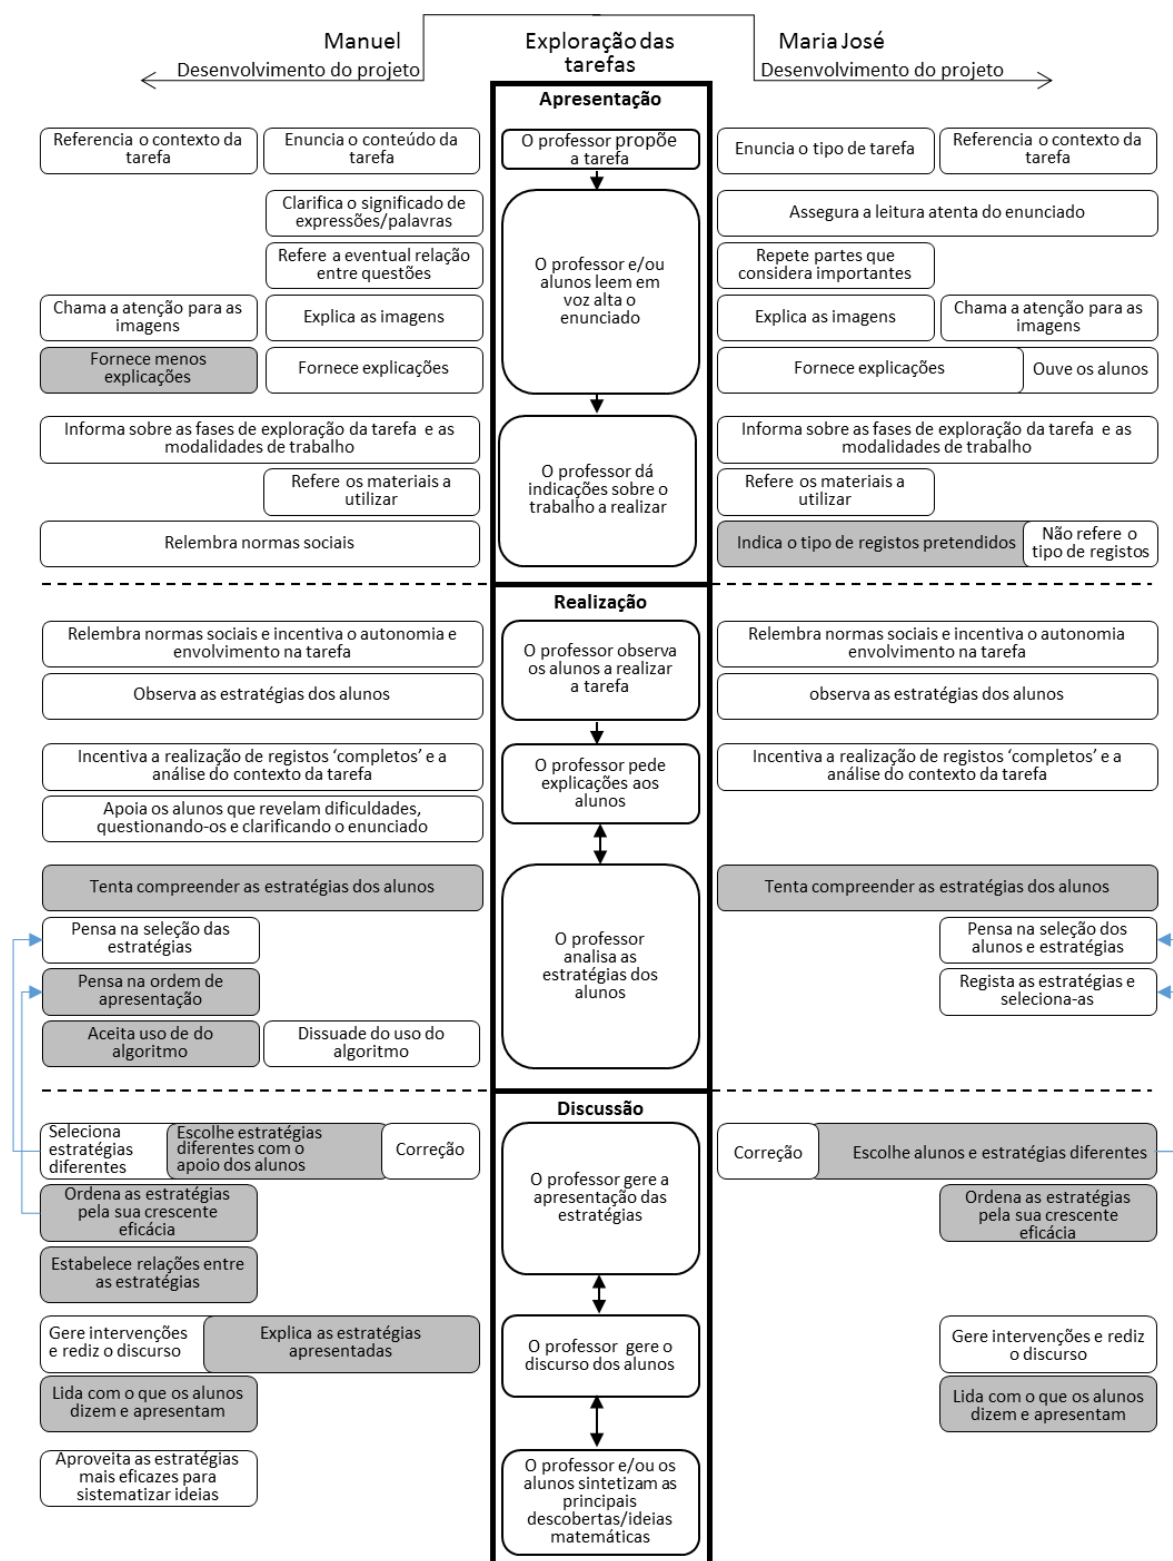 Manuel
Exploração das
tarefas
Maria José
Desenvolvimento do projeto
Desenvolvimento do projeto
Apresentação
Referencia o contexto da
tarefa
Enuncia o conteúdo da
tarefa
O professor propõe
a tarefa
Enuncia o tipo de tarefa
Referencia o contexto da
tarefa
Clarifica o significado de
expressões/palavras
Assegura a leitura atenta do enunciado
Refere a eventual relação
entre questões
O professor e/ou
alunos leem em
voz alta o
enunciado
Repete partes que
considera importantes
Chama a atenção para as
imagens
Explica as imagens
Explica as imagens
Chama a atenção para as
imagens
Fornece menos
explicações
Fornece explicações
Fornece explicações
Ouve os alunos
Informa sobre as fases de exploração da tarefa e as
modalidades de trabalho
O professor dá
indicações sobre o
trabalho a realizar
Informa sobre as fases de exploração da tarefa e as
modalidades de trabalho
Refere os materiais a
utilizar
Refere os materiais a
utilizar
Relembra normas sociais
Indica o tipo de registos pretendidos
Não refere o
tipo de registos
Realização
Relembra normas sociais e incentiva o autonomia e
envolvimento na tarefa
O professor observa
os alunos a realizar
a tarefa
Relembra normas sociais e incentiva o autonomia
envolvimento na tarefa
Observa as estratégias dos alunos
observa as estratégias dos alunos
Incentiva a realização de registos ‘completos’ e a
análise do contexto da tarefa
O professor pede
explicações aos
alunos
Incentiva a realização de registos ‘completos’ e a
análise do contexto da tarefa
Apoia os alunos que revelam dificuldades,
questionando-os e clarificando o enunciado
Tenta compreender as estratégias dos alunos
O professor
analisa as
estratégias dos
alunos
Tenta compreender as estratégias dos alunos
Pensa na seleção das
estratégias
Pensa na seleção dos
alunos e estratégias
Pensa na ordem de
apresentação
Regista as estratégias e
seleciona-as
Aceita uso de do
algoritmo
Dissuade do uso do
algoritmo
Discussão
Seleciona
estratégias
diferentes
Escolhe estratégias
diferentes com o
apoio dos alunos
Correção
O professor gere a
apresentação das
estratégias
Correção
Escolhe alunos e estratégias diferentes
Ordena as estratégias
pela sua crescente
eficácia
Ordena as estratégias
pela sua crescente
eficácia
Estabelece relações entre
as estratégias
Gere intervenções
e rediz o discurso
Explica as estratégias
apresentadas
O professor gere o
discurso dos alunos
Gere intervenções e rediz
o discurso
Lida com o que os alunos
dizem e apresentam
Lida com o que os alunos
dizem e apresentam
Aproveita as estratégias
mais eficazes para
sistematizar ideias
O professor e/ou os
alunos sintetizam as
principais
descobertas/ideias
matemáticas